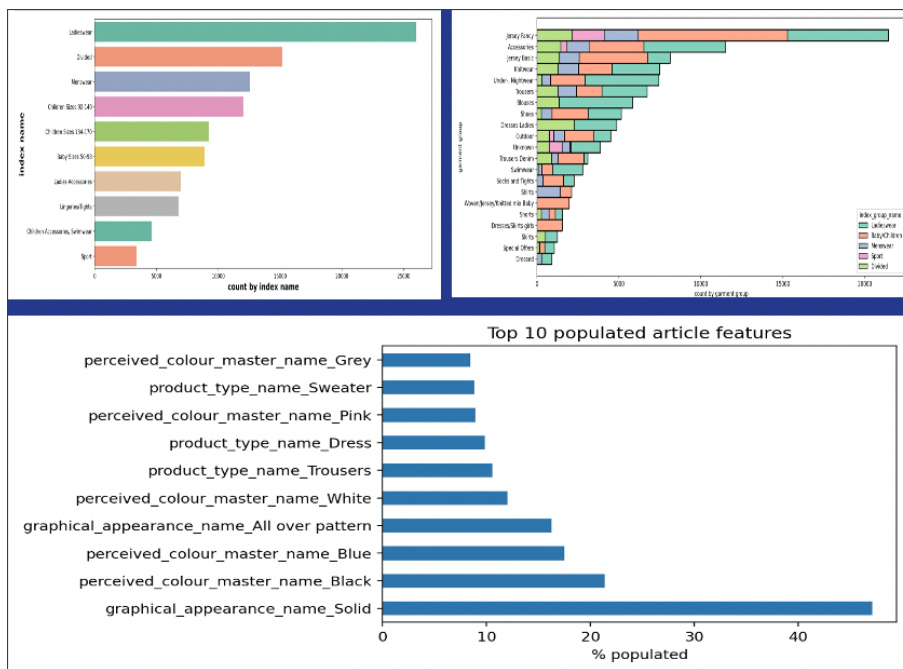 Ladieswear
Divided
Menswear
Children Sizes 92-140
Children Sizes 134-170
Baby Sizes 50-98
Ladies Accessories
Lingeries/Tights
Children Accessories, Swimwear
Sport
index name
0
5000
10000
15000
20000
25000
count by index name
Jersey Fancy
Accessories
Jersey Basic
Knitwear
Under-, Nightwear
Trousers
Blouses
Shoes
Dresses Ladies
Outdoor
Unknown
Trousers Denim
Swimwear
Socks and Tights
Shirts
Woven/Jersey/Knitted mix Baby
Shorts
Dresses/Skirts girls
Skirts
Special Offers
Dressed
garment group
0
5000
10000
15000
20000
count by garment group
index_group_name
Ladieswear
Baby/Children
Menswear
Sport
Divided
Top 10 populated article features
perceived_colour_master_name_Grey
product_type_name_Sweater
perceived_colour_master_name_Pink
product_type_name_Dress
product_type_name_Trousers
perceived_colour_master_name_White
graphical_appearance_name_All over pattern
perceived_colour_master_name_Blue
perceived_colour_master_name_Black
graphical_appearance_name_Solid
0
10
20
30
40
% populated